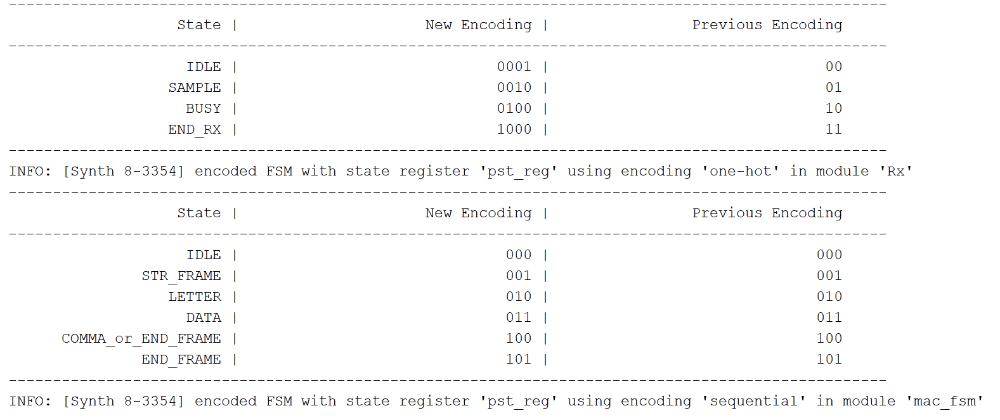 ---------------------------------------------------------------------------------------------------
State | New Encoding | Previous Encoding
---------------------------------------------------------------------------------------------------
IDLE | 0001 | 00
SAMPLE | 0010 | 01
BUSY | 0100 | 10
END_RX | 1000 | 11
---------------------------------------------------------------------------------------------------
INFO: [Synth 8-3354] encoded FSM with state register 'pst_reg' using encoding 'one-hot' in module 'Rx'
---------------------------------------------------------------------------------------------------
State | New Encoding | Previous Encoding
---------------------------------------------------------------------------------------------------
IDLE | 000 | 000
STR_FRAME | 001 | 001
LETTER | 010 | 010
DATA | 011 | 011
COMMA_or_END_FRAME | 100 | 100
END_FRAME | 101 | 101
---------------------------------------------------------------------------------------------------
INFO: [Synth 8-3354] encoded FSM with state register 'pst_reg' using encoding 'sequential' in module 'mac_fsm'